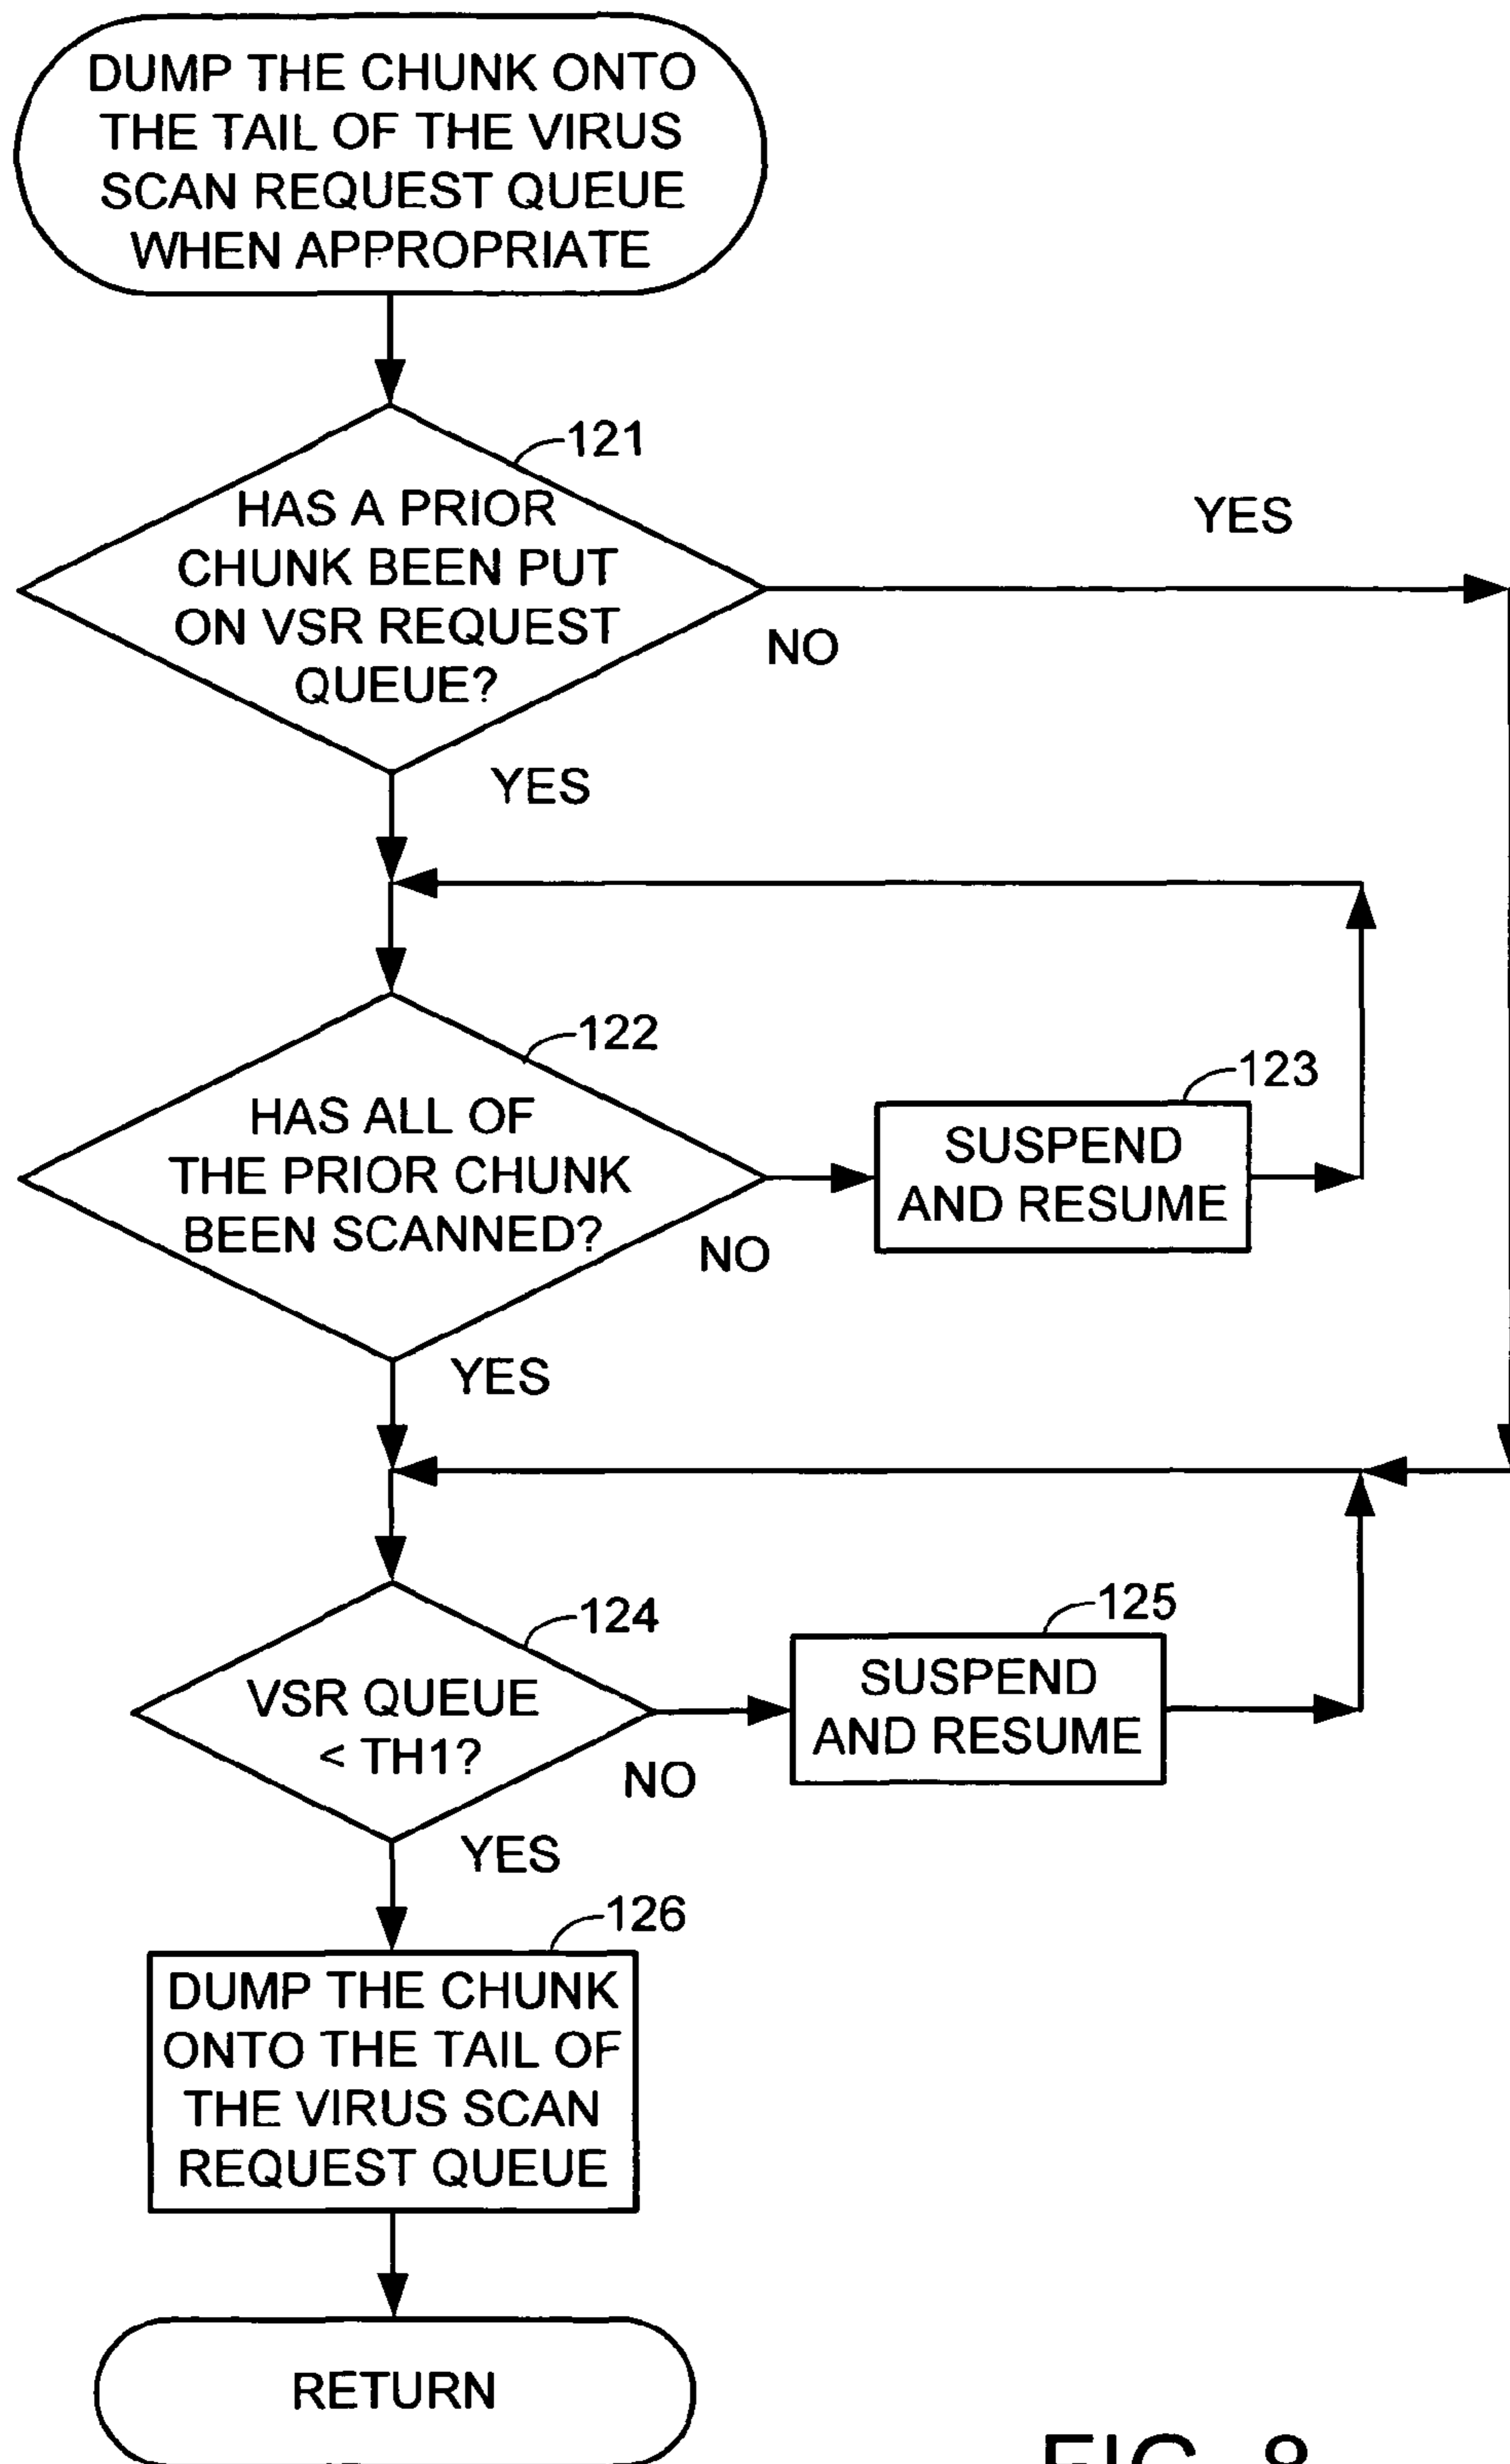 DUMP THE CHUNK ONTO
THE TAIL OF THE VIRUS
SCAN REQUEST QUEUE
WHEN APPROPRIATE
121
HAS A PRIOR
CHUNK BEEN PUT
ON VSR REQUEST
QUEUE?
YES
NO
YES
122
HAS ALL OF
THE PRIOR CHUNK
BEEN SCANNED?
NO
123
SUSPEND
AND RESUME
YES
124
VSR QUEUE
< TH1?
NO
125
SUSPEND
AND RESUME
YES
126
DUMP THE CHUNK
ONTO THE TAIL OF
THE VIRUS SCAN
REQUEST QUEUE
RETURN
FIG. 8